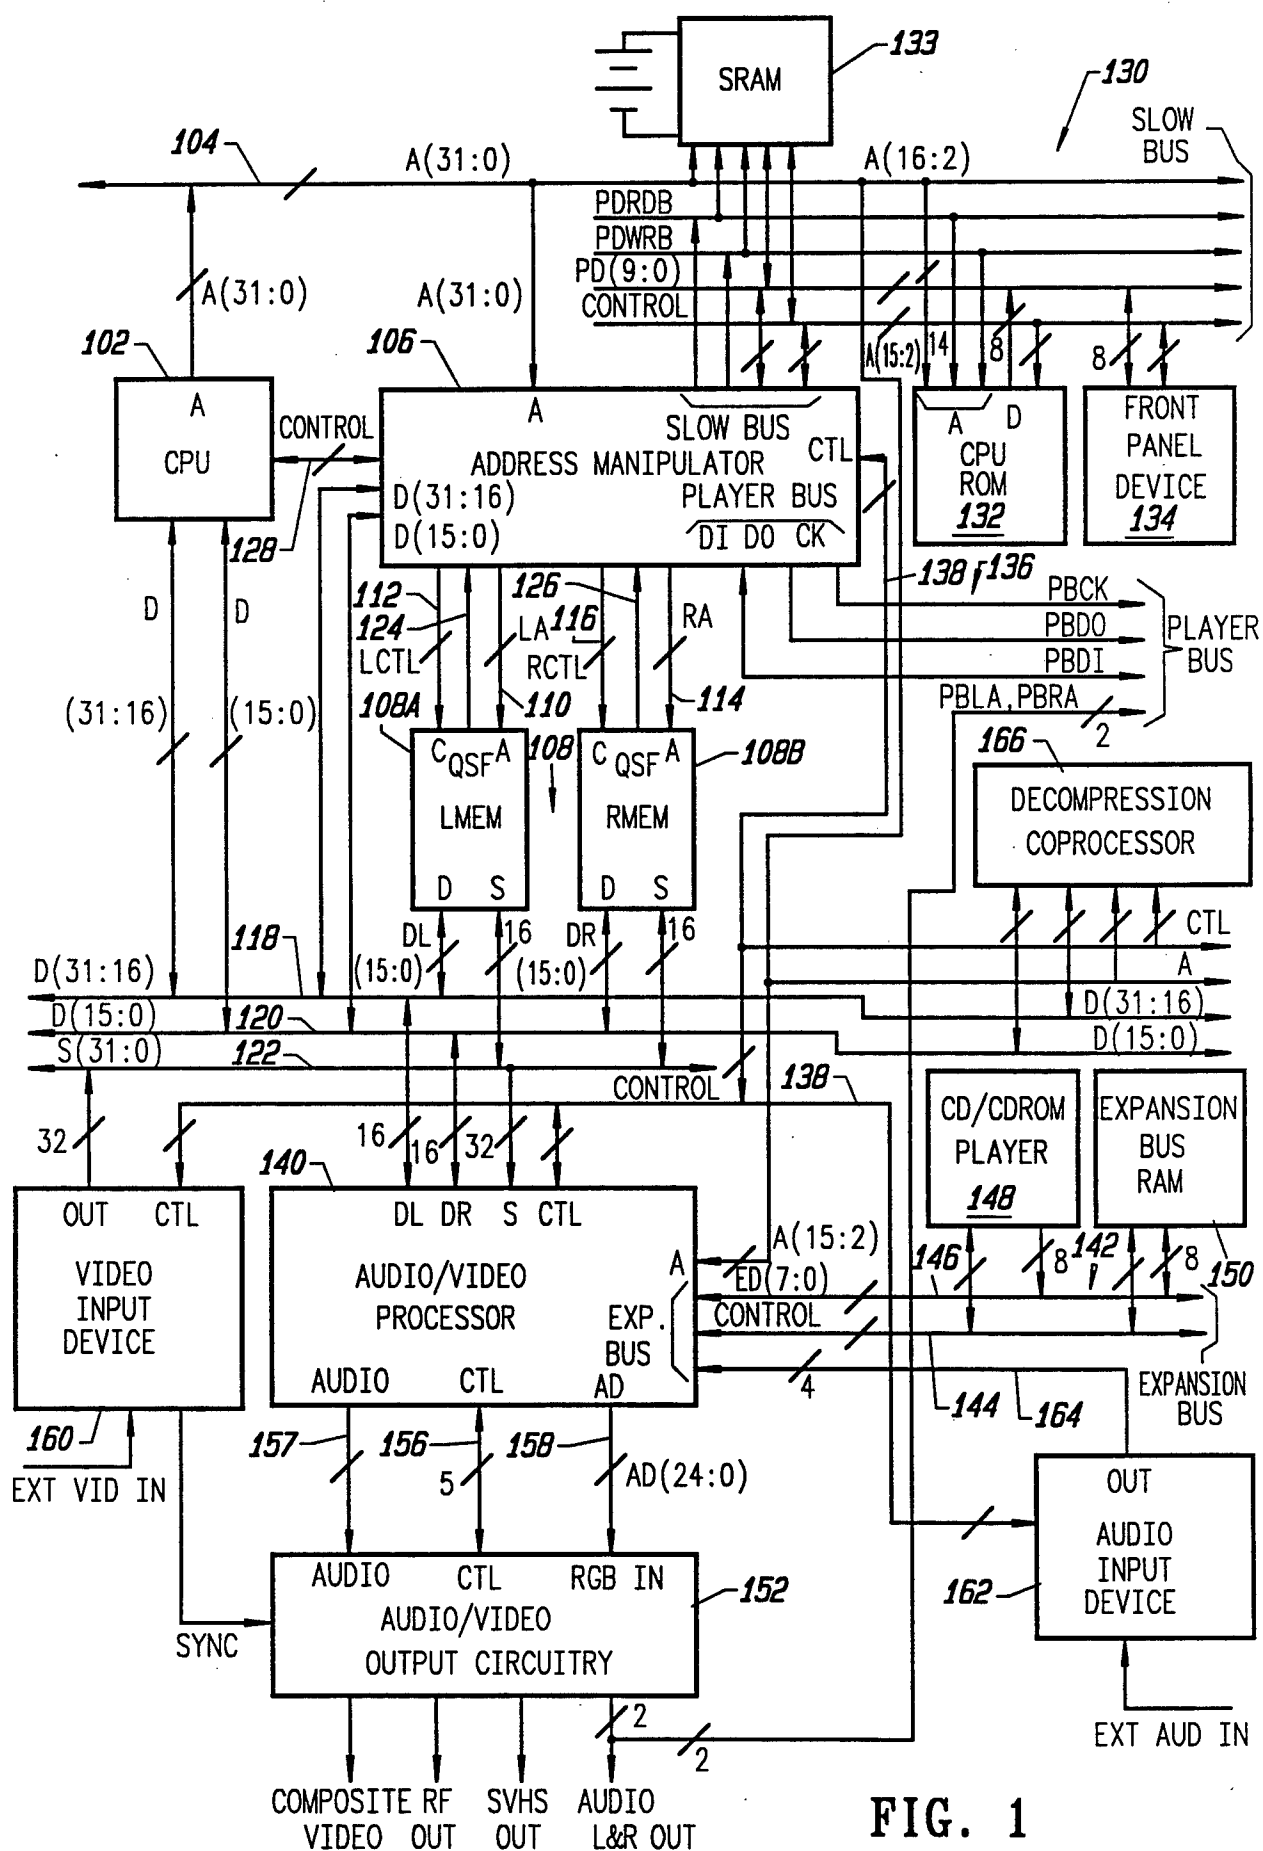 133
SRAM
130
SLOW
BUS
104
A(31:0)
A(16:2)
PDRDB
PDWRB
PD(9:0)
CONTROL
A(31:0)
A(31:0)
102
106
A(15:2)
14
8
8
A
CPU
CONTROL
128
A
SLOW BUS
ADDRESS MANIPULATOR
CTL
D(31:16)
PLAYER BUS
D(15:0)
DI DO CK
A D
CPU
ROM
132
FRONT
PANEL
DEVICE
134
138
136
D
D
112
124
LCTL
LA
126
116
RCTL
RA
PBCK
PBDO
PBDI
PBLA, PBRA
2
PLAYER
BUS
(31:16)
(15:0)
110
114
108A
108
108B
C QSF A
LMEM
D S
C QSF A
RMEM
D S
166
DECOMPRESSION
COPROCESSOR
118
DL
(15:0)
16
DR
(15:0)
16
CTL
A
D(31:16)
D(15:0)
D(31:16)
D(15:0)
120
S(31:0)
122
CONTROL
138
32
16
16
32
140
CD/CDROM
PLAYER
148
EXPANSION
BUS
RAM
OUT CTL
VIDEO
INPUT
DEVICE
DL DR S CTL
AUDIO/VIDEO
PROCESSOR
A
EXP.
BUS
AUDIO CTL AD
A(15:2)
ED(7:0)
CONTROL
146
8
142
8
150
4
144
164
EXPANSION
BUS
160
EXT VID IN
157
156
5
158
AD(24:0)
OUT
AUDIO
INPUT
DEVICE
162
AUDIO CTL RGB IN
AUDIO/VIDEO
OUTPUT CIRCUITRY
152
SYNC
2
2
EXT AUD IN
COMPOSITE
VIDEO
RF
OUT
SVHS
OUT
AUDIO
L&R OUT
FIG. 1